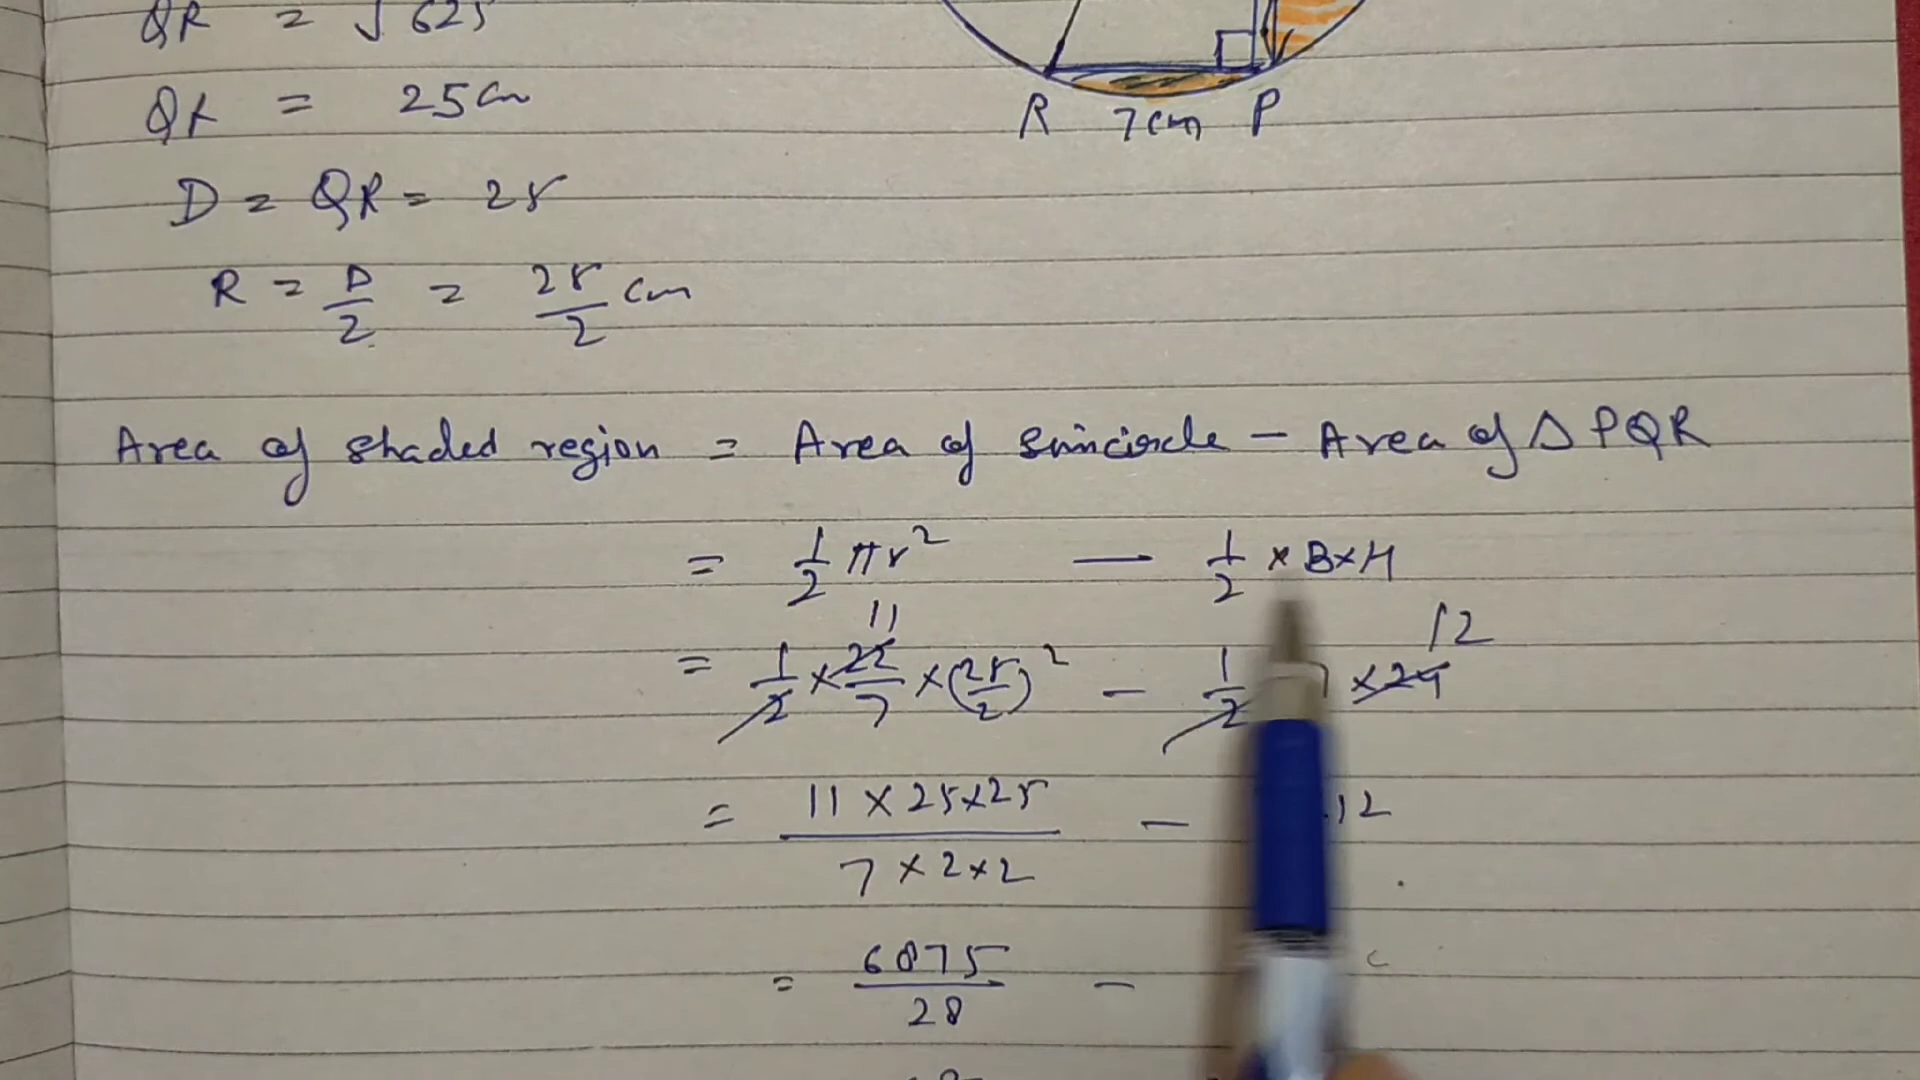 QR = √625
QR = 25cm
R 7cm P
D = QR = 25
R = D/2 = 25/2 cm
Area of shaded region = Area of semicircle - Area of Δ PQR
= 1/2 πr² - 1/2 × B×H
11 12
= 1/2 × 22/7 × (25/2)² - 1/2 7 × 24
= 11 × 25×25 / 7 × 2×2 - 12
= 6875/28 -